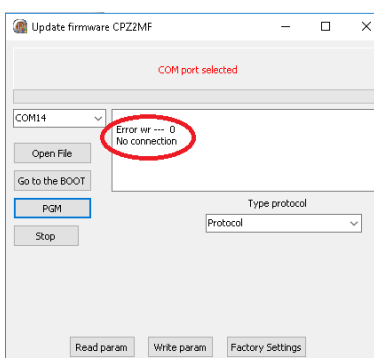 Update firmware CPZ2MF
COM port selected
COM14
Error wr --- 0
No connection
Open File
Go to the BOOT
PGM
Type protocol
Protocol
Stop
Read param
Write param
Factory Settings